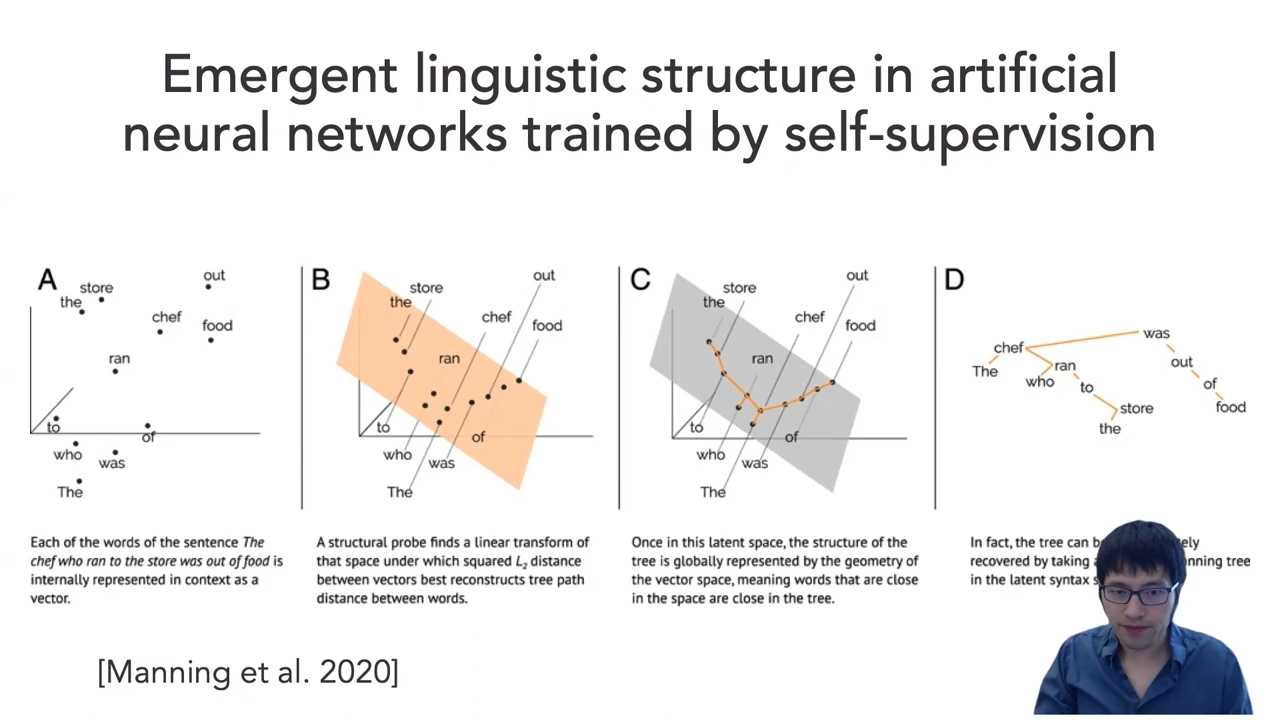 Emergent linguistic structure in artificial
neural networks trained by self-supervision
A
the
store
out
chef
food
ran
to
of
who
was
The
Each of the words of the sentence The
chef who ran to the store was out of food is
internally represented in context as a
vector.
B
the
store
out
chef
food
ran
to
of
who
was
The
A structural probe finds a linear transform of
that space under which squared L₂ distance
between vectors best reconstructs tree path
distance between words.
C
the
store
out
chef
food
ran
to
of
who
was
The
Once in this latent space, the structure of the
tree is globally represented by the geometry of
the vector space, meaning words that are close
in the space are close in the tree.
D
was
chef
The
who
ran
out
to
of
store
food
the
In fact, the tree can
recovered by taking
tree
in the latent syntax
[Manning et al. 2020]